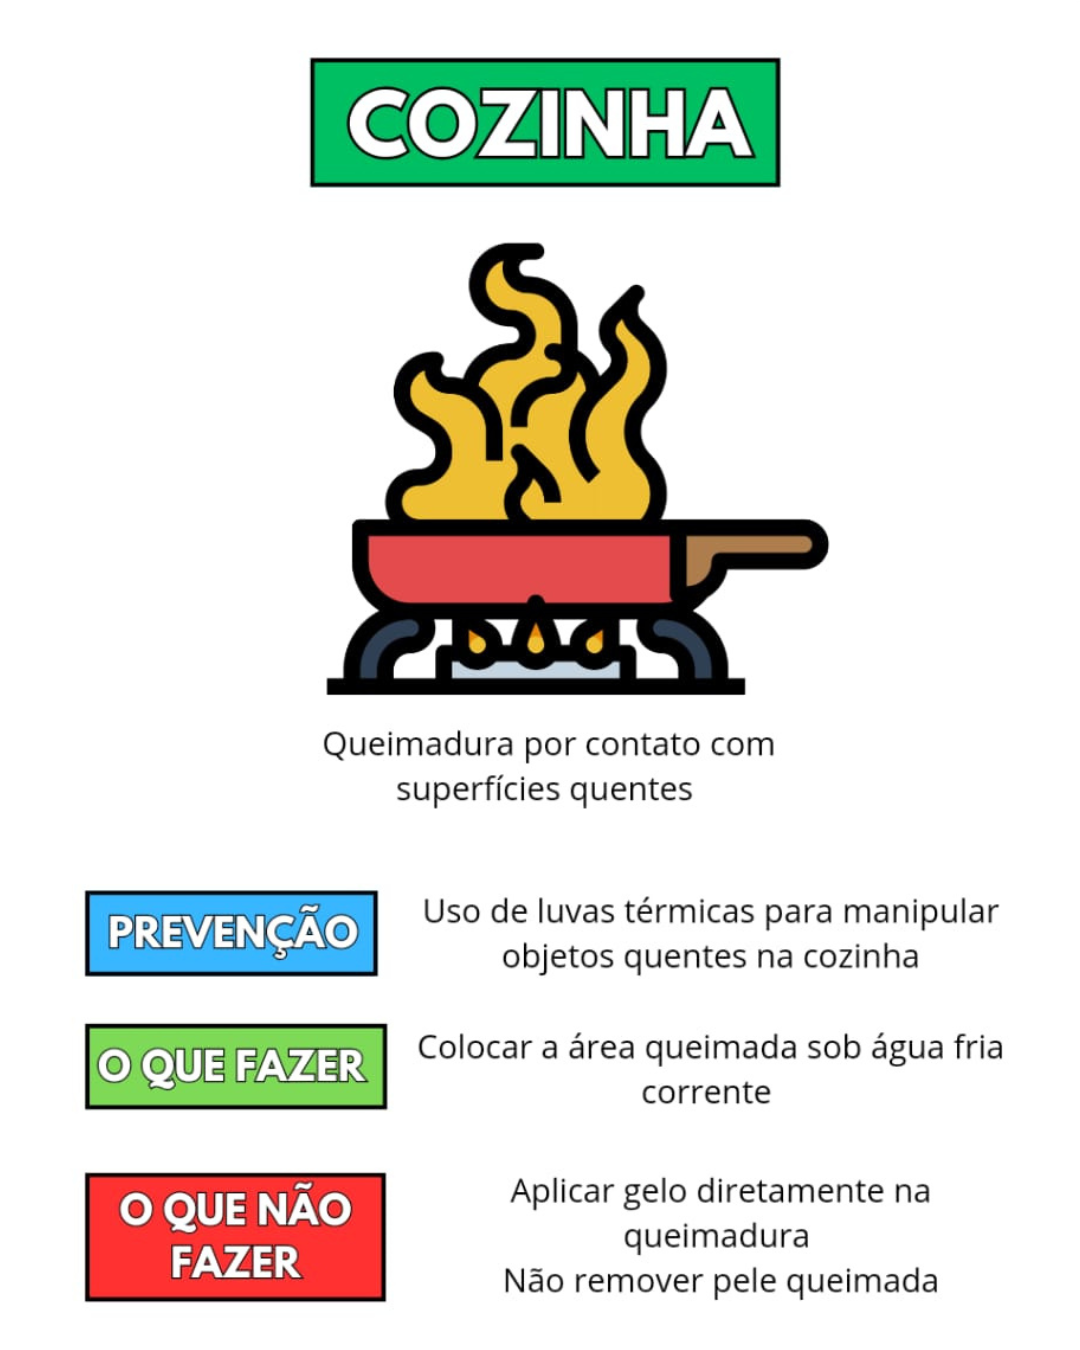 COZINHA
Queimadura por contato com
superfícies quentes
PREVENÇÃO
Uso de luvas térmicas para manipular
objetos quentes na cozinha
O QUE FAZER
Colocar a área queimada sob água fria
corrente
O QUE NÃO
FAZER
Aplicar gelo diretamente na
queimadura
Não remover pele queimada